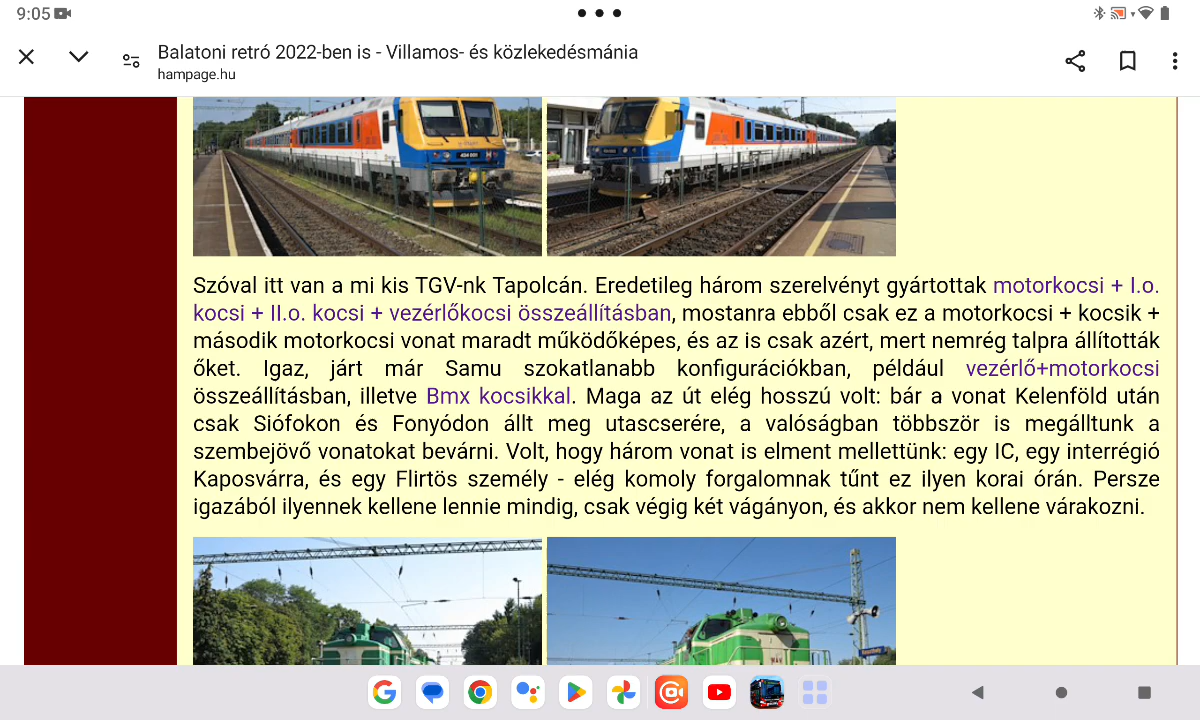 9:05
Balatoni retró 2022-ben is - Villamos- és közlekedésmánia
hampage.hu
Szóval itt van a mi kis TGV-nk Tapolcán. Eredetileg három szerelvényt gyártottak motorkocsi + I.o.
kocsi + II.o. kocsi + vezérlőkocsi összeállításban, mostanra ebből csak ez a motorkocsi + kocsik +
második motorkocsi vonat maradt működőképes, és az is csak azért, mert nemrég talpra állították
őket. Igaz, járt már Samu szokatlanabb konfigurációkban, például vezérlő+motorkocsi
összeállításban, illetve Bmx kocsikkal. Maga az út elég hosszú volt: bár a vonat Kelenföld után
csak Siófokon és Fonyódon állt meg utascserére, a valóságban többször is megálltunk a
szembejövő vonatokat bevárni. Volt, hogy három vonat is elment mellettünk: egy IC, egy interrégió
Kaposvárra, és egy Flirtös személy - elég komoly forgalomnak tűnt ez ilyen korai órán. Persze
igazából ilyennek kellene lennie mindig, csak végig két vágányon, és akkor nem kellene várakozni.